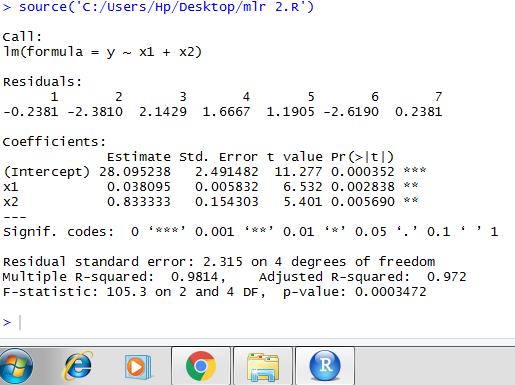 > source('C:/Users/Hp/Desktop/mlr 2.R')
Call:
lm(formula = y ~ x1 + x2)
Residuals:
1 2 3 4 5 6 7
-0.2381 -2.3810 2.1429 1.6667 1.1905 -2.6190 0.2381
Coefficients:
Estimate Std. Error t value Pr(>|t|)
(Intercept) 28.095238 2.491482 11.277 0.000352 ***
x1 0.038095 0.005832 6.532 0.002838 **
x2 0.833333 0.154303 5.401 0.005690 **
---
Signif. codes: 0 ‘***’ 0.001 ‘**’ 0.01 ‘*’ 0.05 ‘.’ 0.1 ‘ ’ 1
Residual standard error: 2.315 on 4 degrees of freedom
Multiple R-squared: 0.9814, Adjusted R-squared: 0.972
F-statistic: 105.3 on 2 and 4 DF, p-value: 0.0003472
>
R